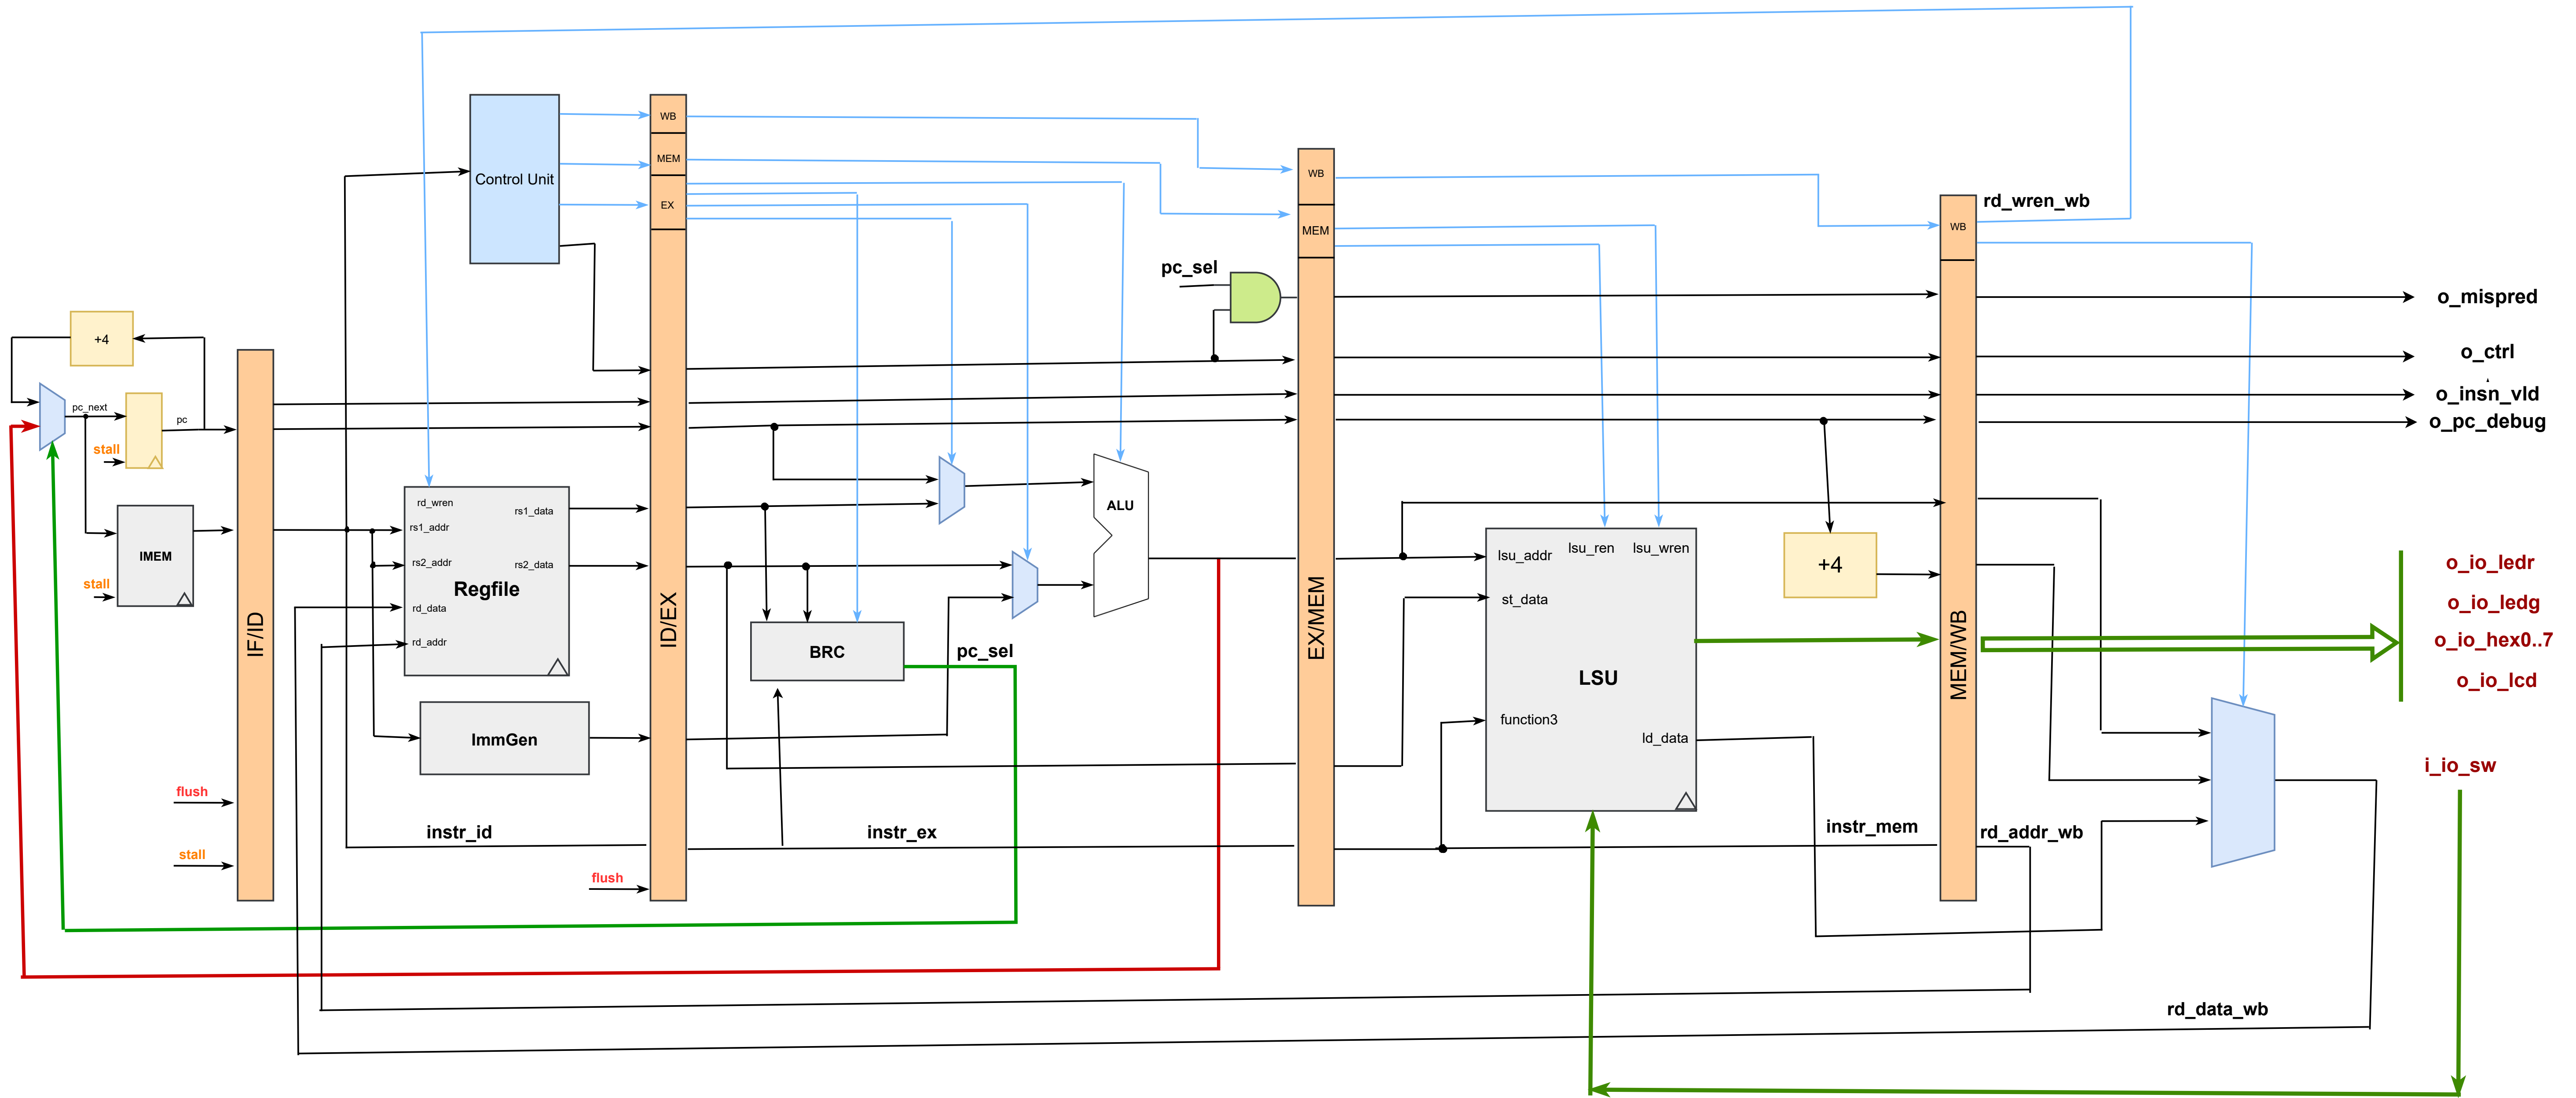 rd_wren_wb
WB
MEM
EX
Control Unit
WB
MEM
WB
pc_sel
o_mispred
+4
o_ctrl
o_insn_vld
o_pc_debug
pc_next
pc
stall
IMEM
stall
IF/ID
flush
stall
rd_wren
rs1_addr
rs2_addr
Regfile
rd_data
rd_addr
rs1_data
rs2_data
ImmGen
instr_id
flush
ID/EX
BRC
pc_sel
ALU
instr_ex
EX/MEM
lsu_addr
lsu_ren
lsu_wren
st_data
LSU
function3
ld_data
+4
instr_mem
MEM/WB
rd_addr_wb
o_io_ledr
o_io_ledg
o_io_hex0..7
o_io_lcd
i_io_sw
rd_data_wb